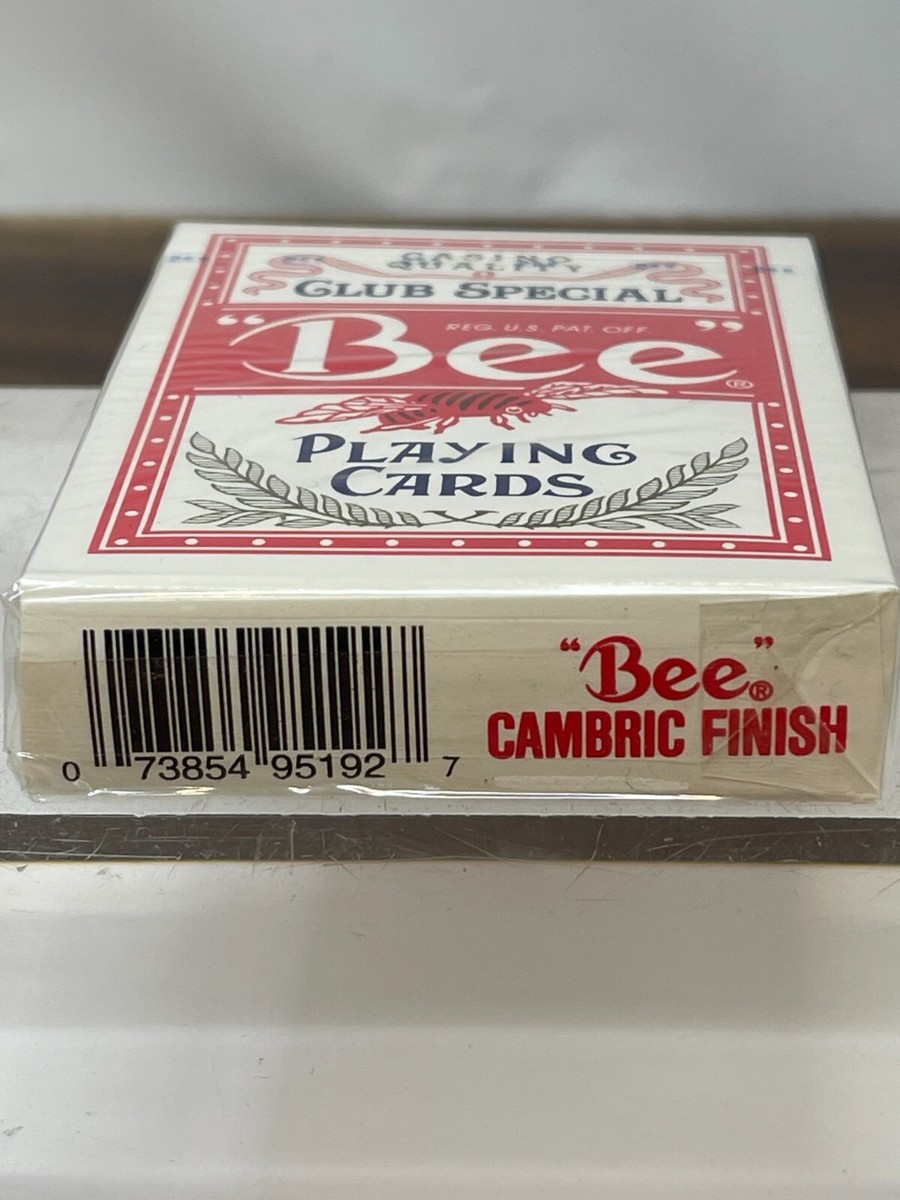 CASINO
QUALITY
CLUB SPECIAL
“Bee”®
REG. U.S. PAT. OFF.
PLAYING
CARDS
“Bee”®
CAMBRIC FINISH
0 73854 95192 7